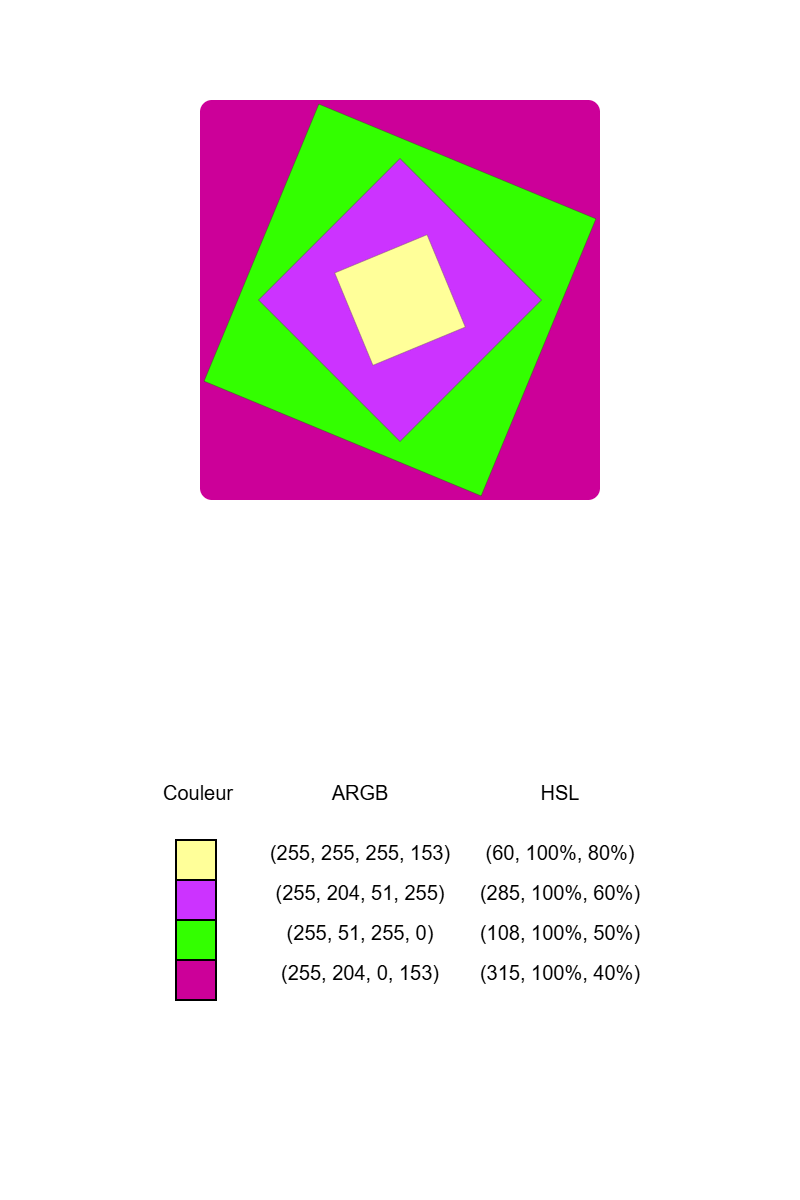 Couleur ARGB HSL
(255, 255, 255, 153) (60, 100%, 80%)
(255, 204, 51, 255) (285, 100%, 60%)
(255, 51, 255, 0) (108, 100%, 50%)
(255, 204, 0, 153) (315, 100%, 40%)